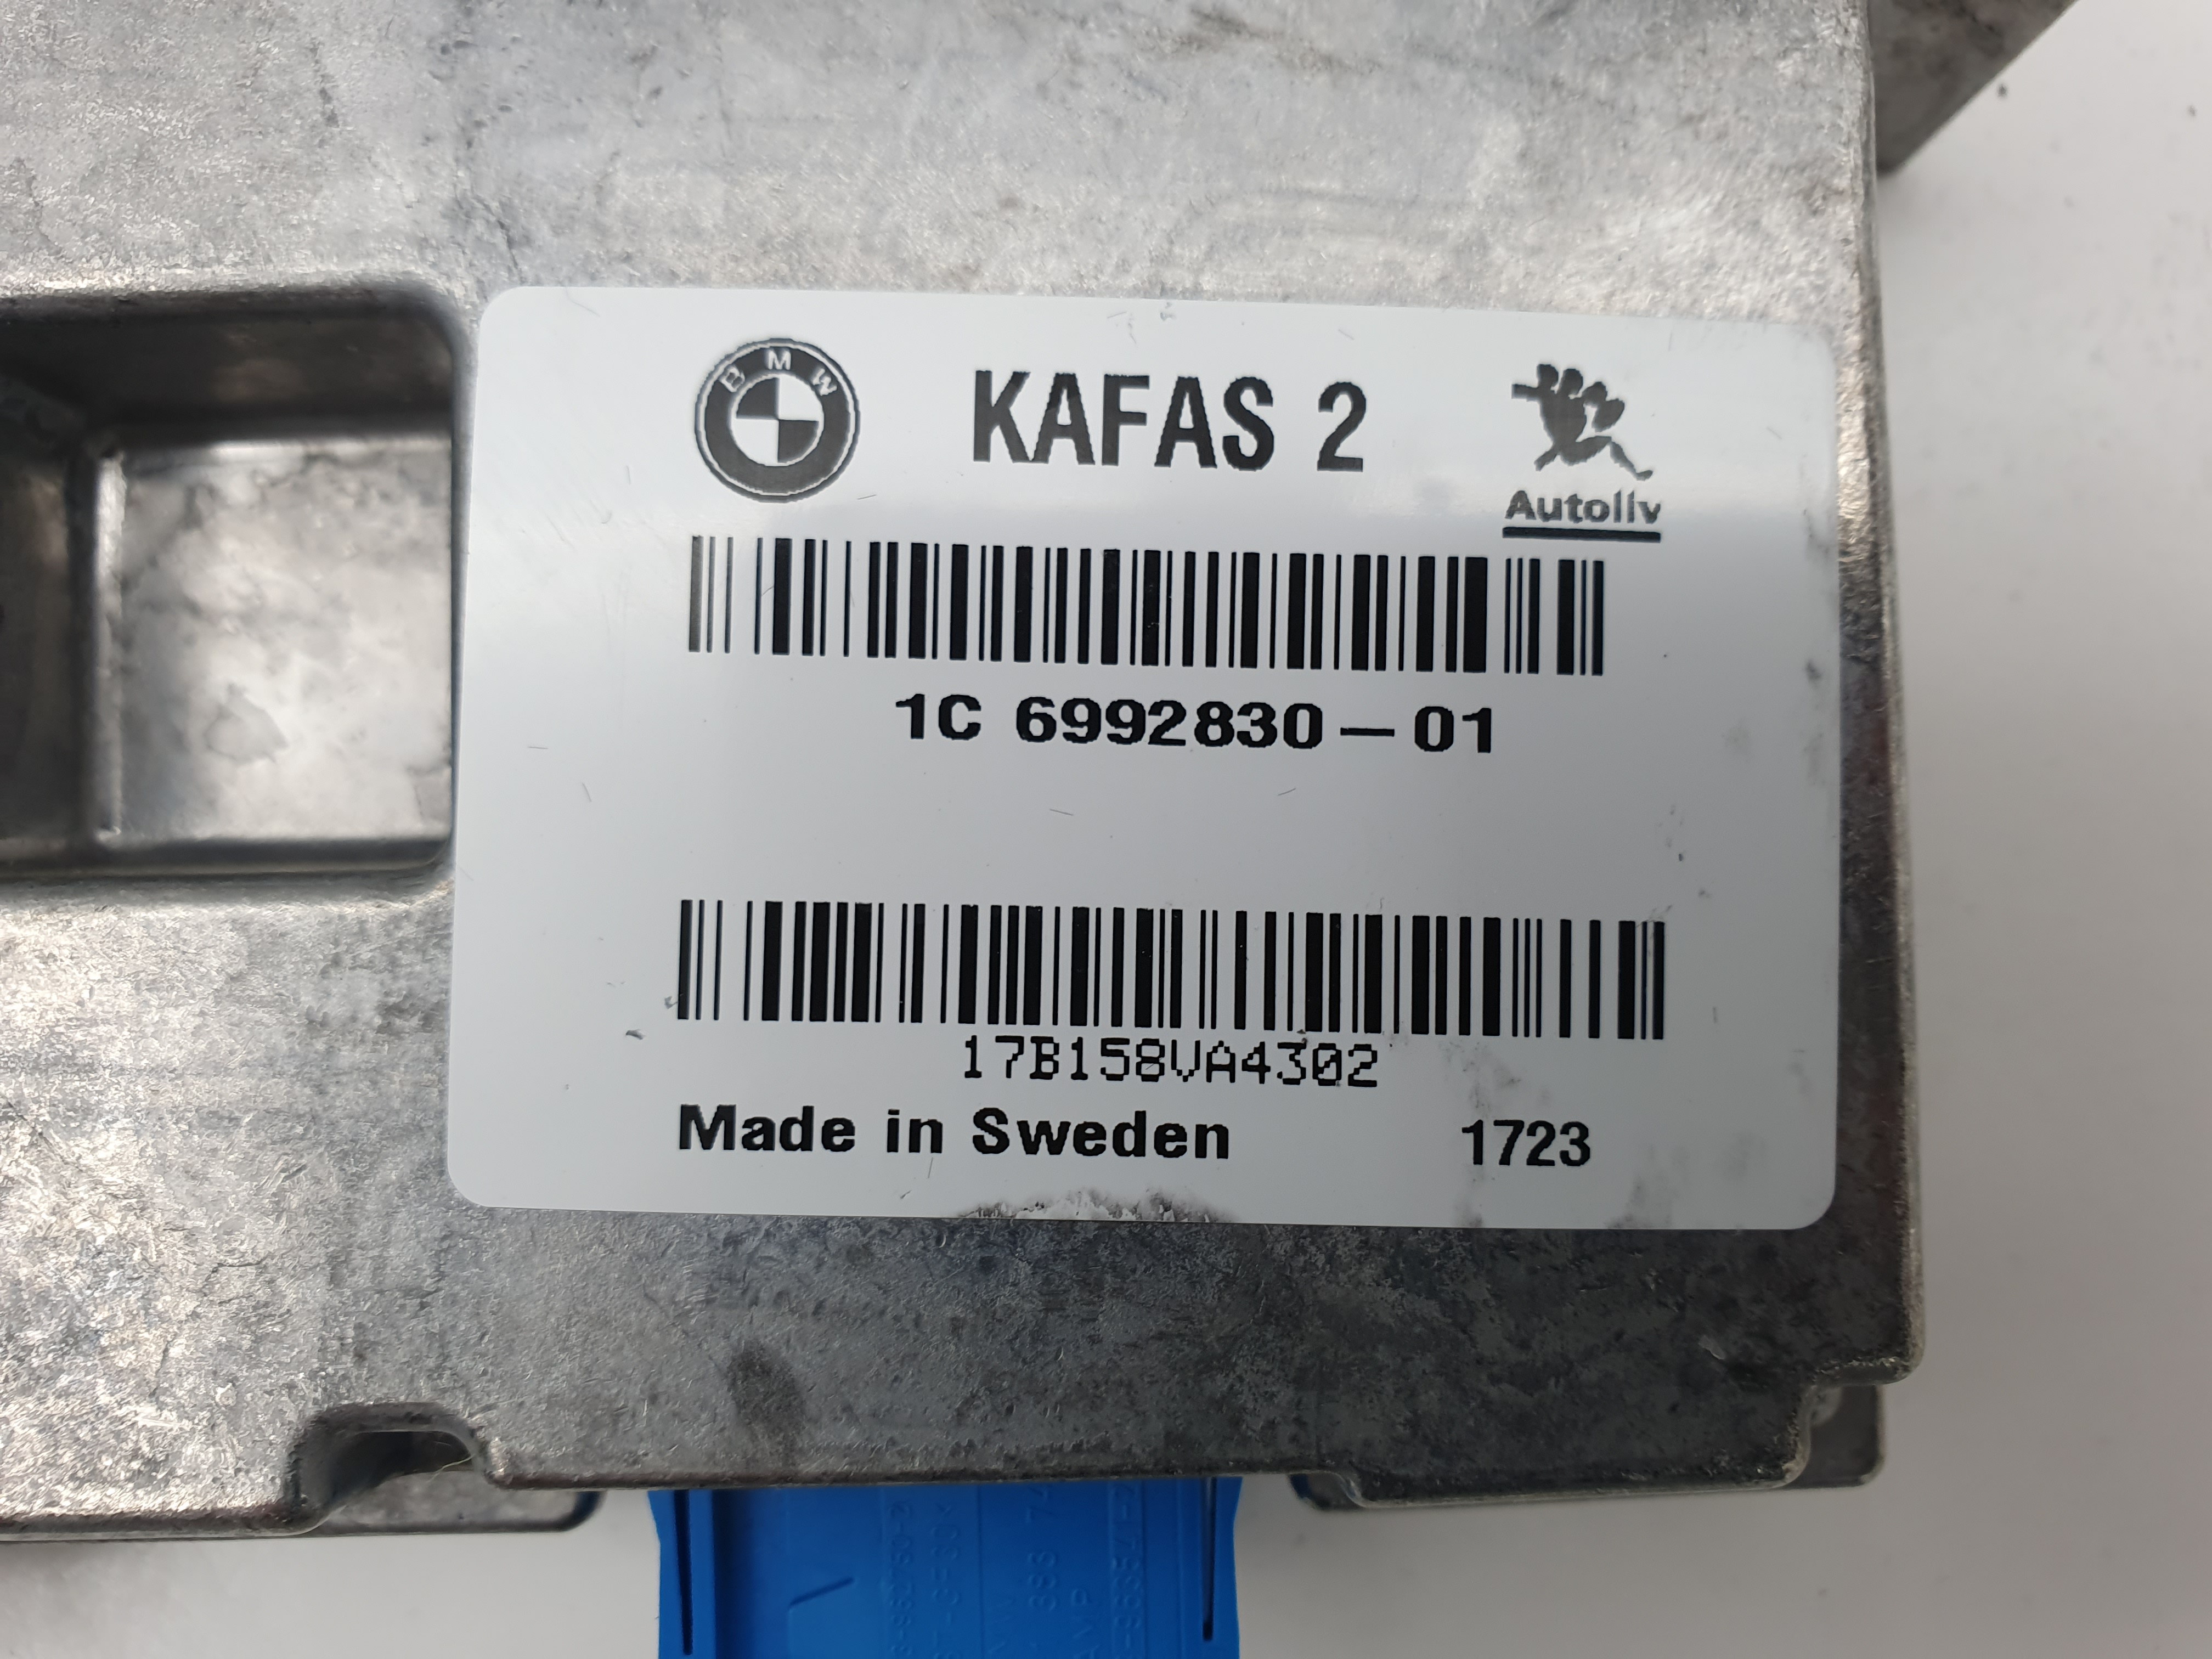 BMW
KAFAS 2
Autoliv
1C 6992830-01
17B158VA4302
Made in Sweden 1723